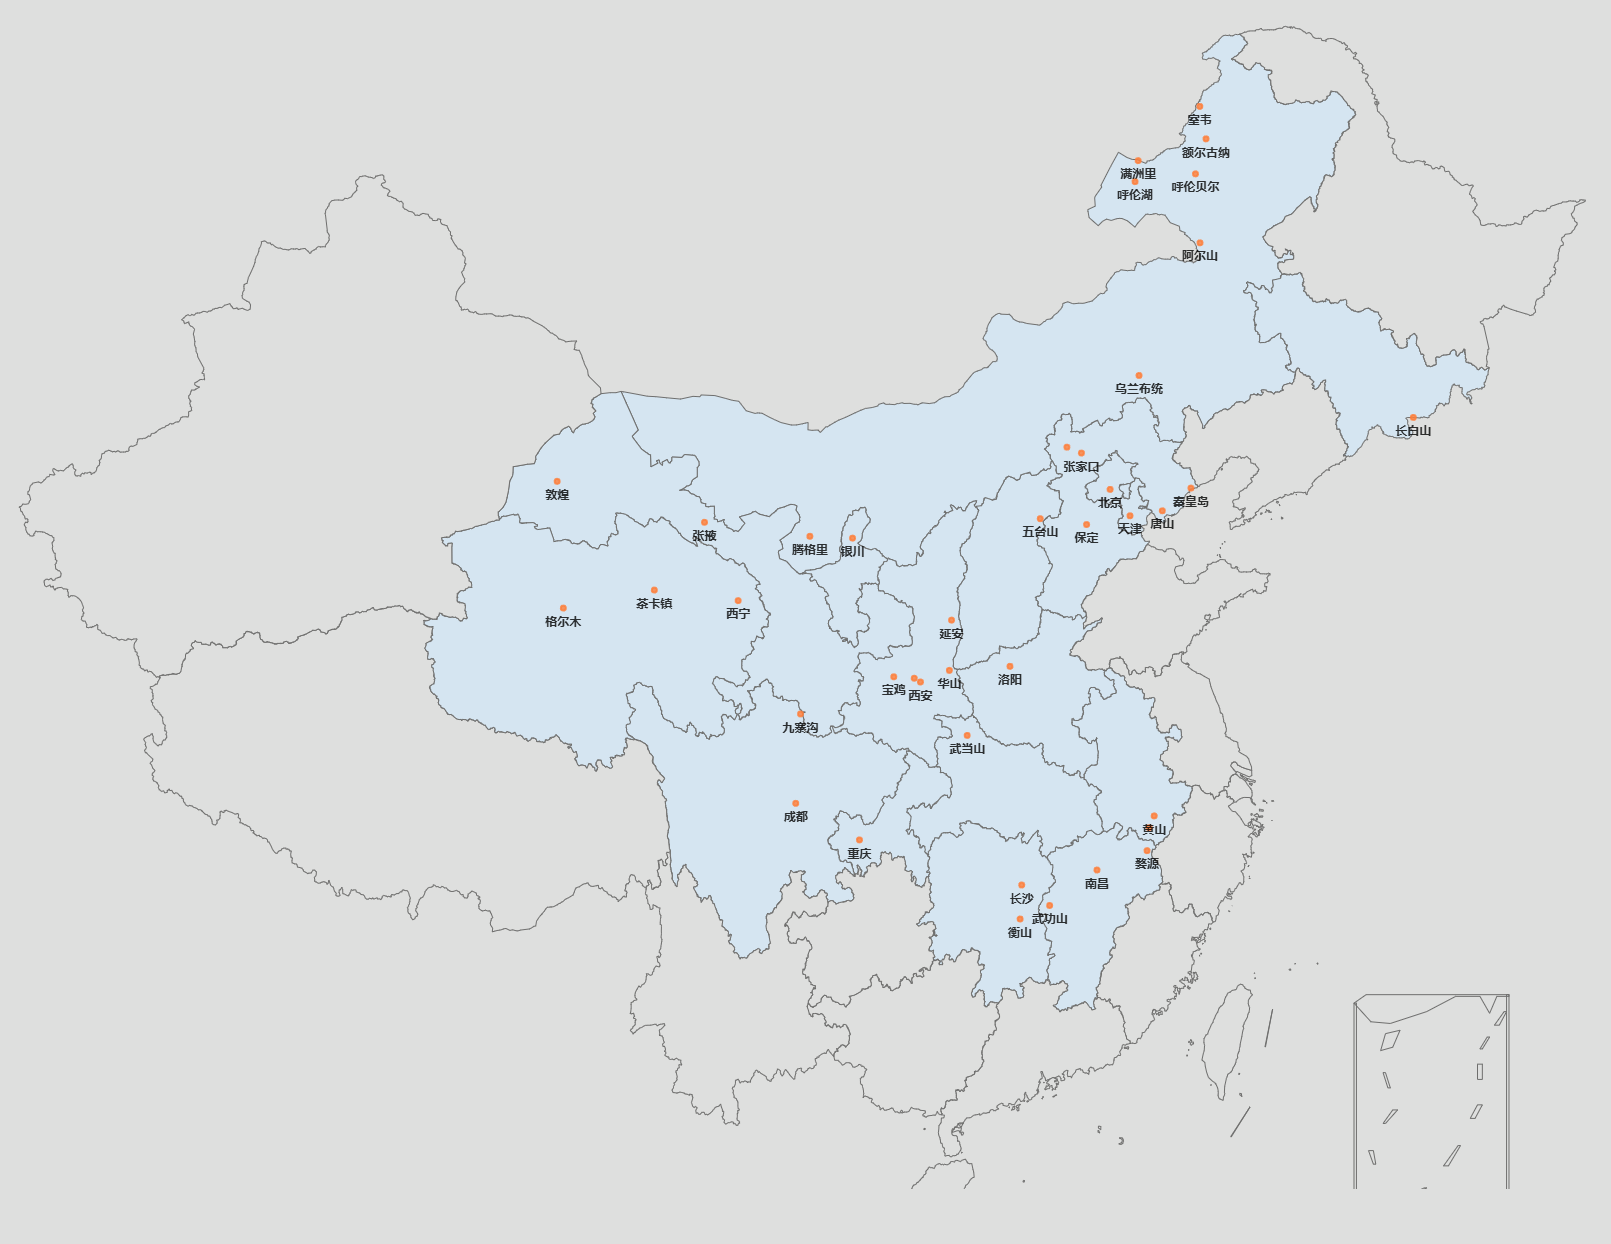 室韦
额尔古纳
满洲里
呼伦贝尔
呼伦湖
阿尔山
乌兰布统
长白山
张家口
敦煌
北京
秦皇岛
唐山
天津
五台山
保定
张掖
腾格里
银川
茶卡镇
西宁
格尔木
延安
洛阳
华山
宝鸡
西安
九寨沟
武当山
成都
黄山
重庆
婺源
南昌
长沙
武功山
衡山